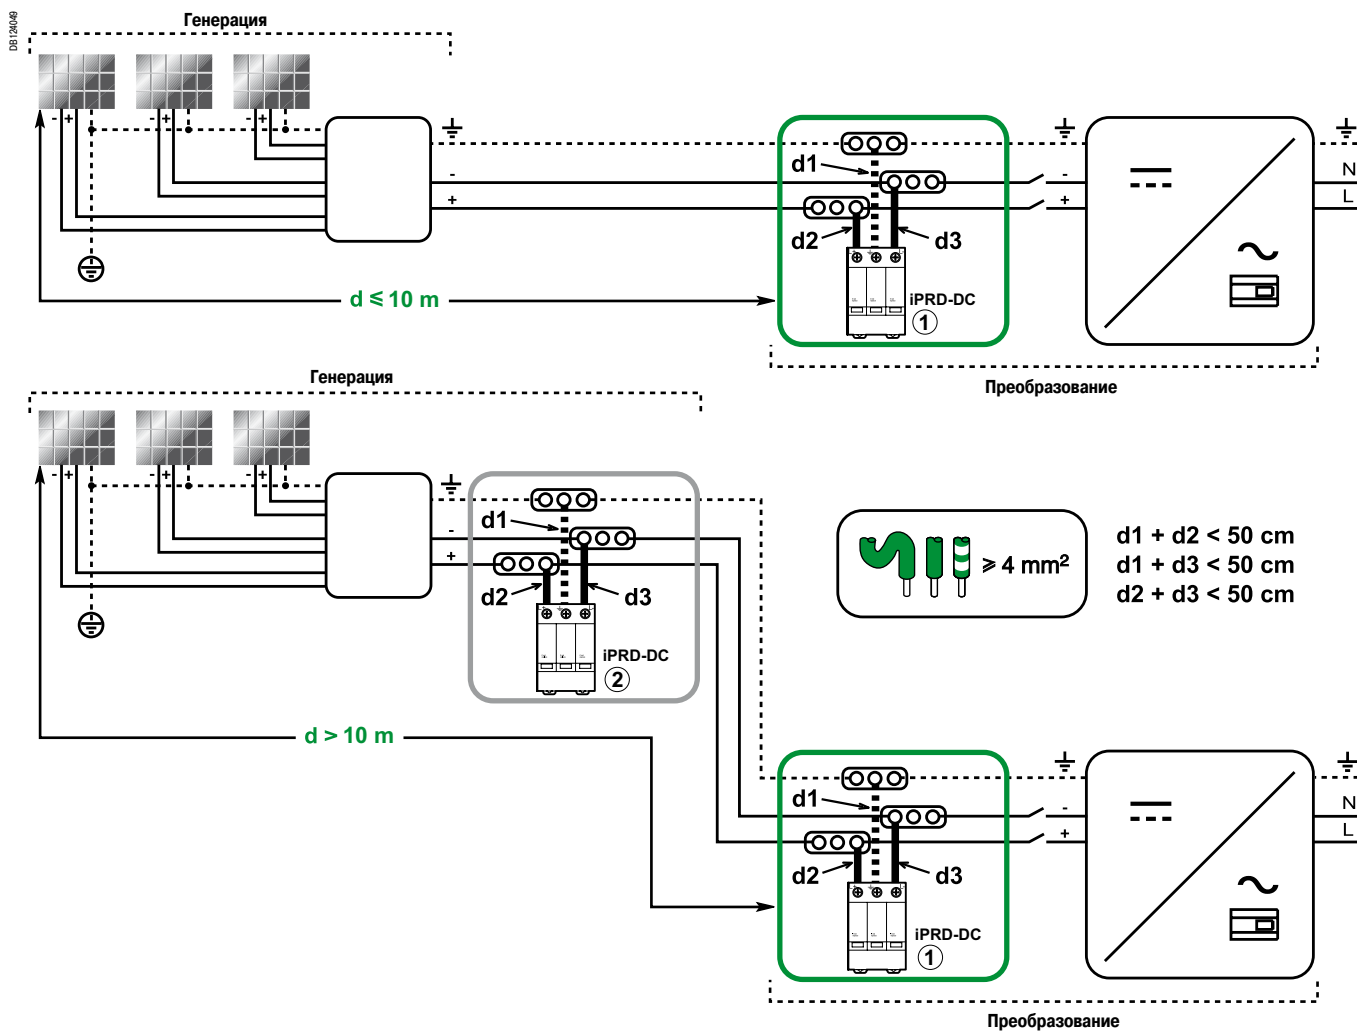 DB124049
Генерация
- + - + - +
-
+
d1
d2 d3
iPRD-DC
1
-
+
N
L
d ≤ 10 m
Преобразование
Генерация
- + - + - +
-
+
d1
d2 d3
iPRD-DC
2
≥ 4 mm²
d1 + d2 < 50 cm
d1 + d3 < 50 cm
d2 + d3 < 50 cm
d > 10 m
d1
d2 d3
iPRD-DC
1
-
+
N
L
Преобразование